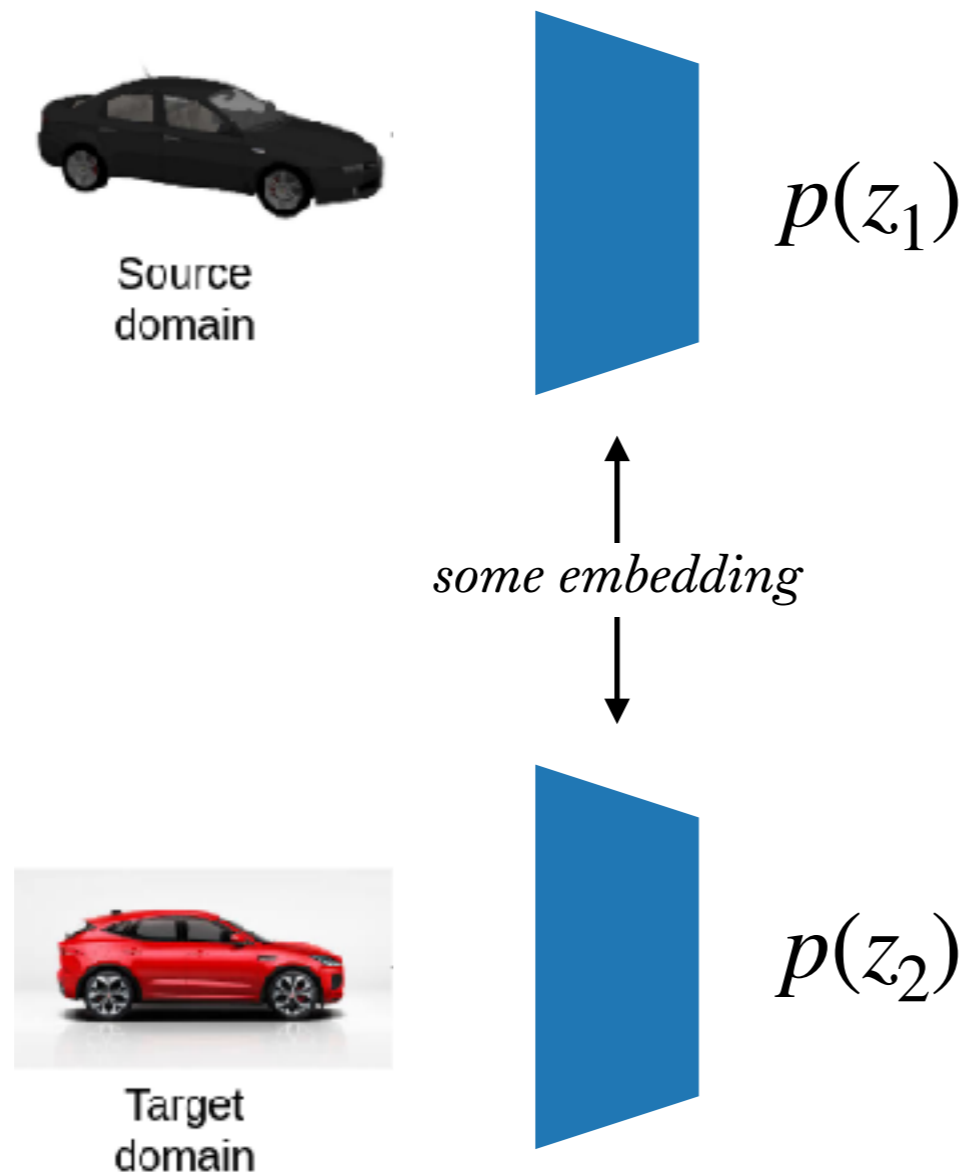 p(z₁)
Source
domain
some embedding
p(z₂)
Target
domain